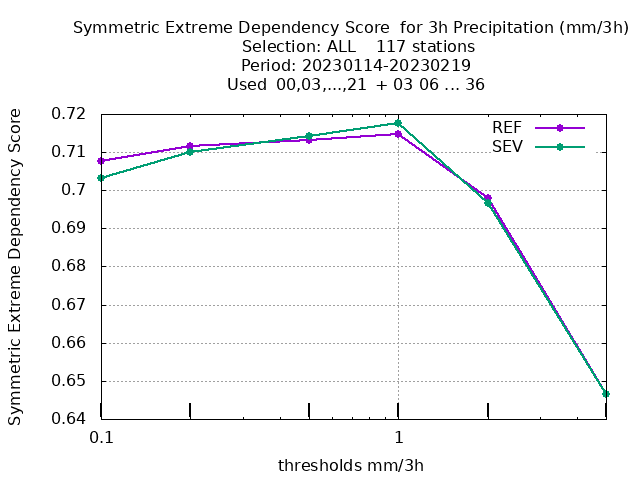 Symmetric Extreme Dependency Score  for 3h Precipitation (mm/3h)
Selection: ALL    117 stations
Period: 20230114-20230219
Used  00,03,...,21  + 03 06 ... 36
Symmetric Extreme Dependency Score
0.72
0.71
0.7
0.69
0.68
0.67
0.66
0.65
0.64
REF
SEV
0.1
1
thresholds mm/3h